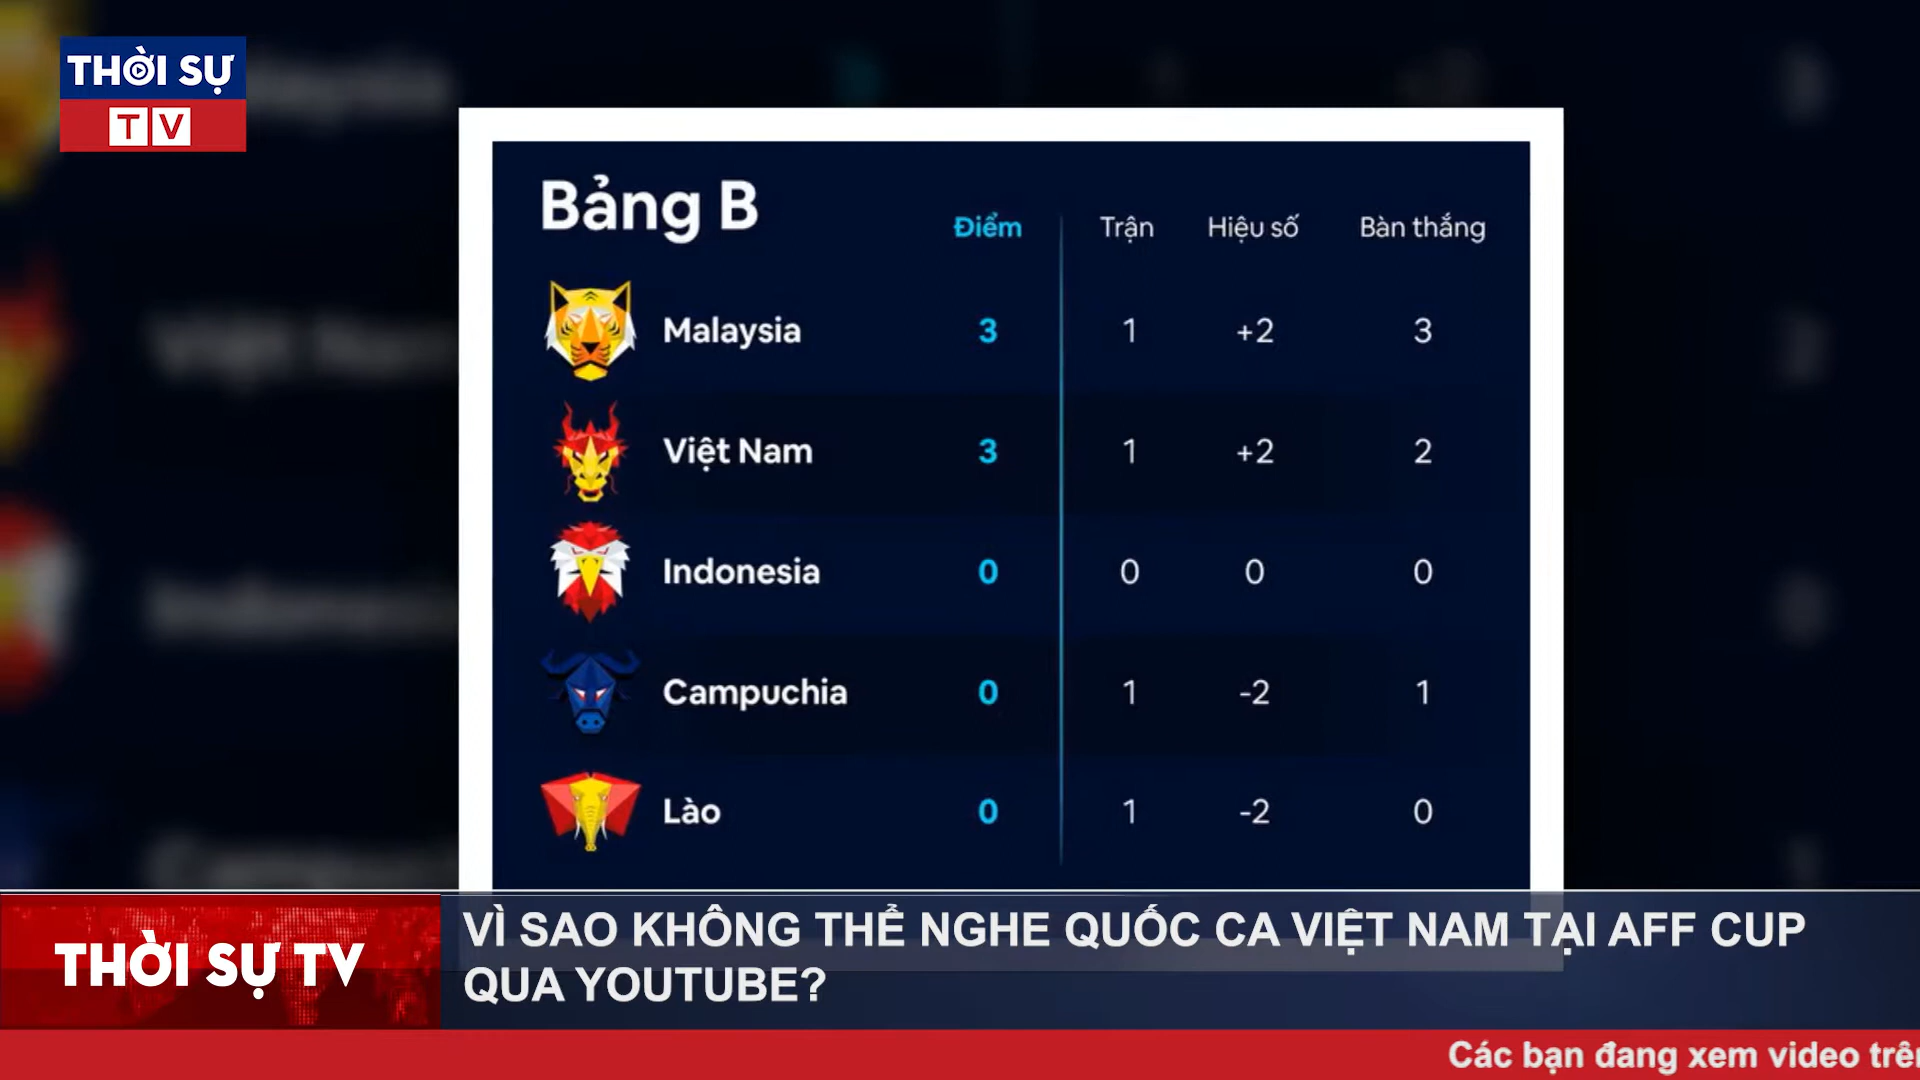 THỜI SỰ
TV
Bảng B
Điểm Trận Hiệu số Bàn thắng
Malaysia 3 1 +2 3
Việt Nam 3 1 +2 2
Indonesia 0 0 0 0
Campuchia 0 1 -2 1
Lào 0 1 -2 0
THỜI SỰ TV
VÌ SAO KHÔNG THỂ NGHE QUỐC CA VIỆT NAM TẠI AFF CUP
QUA YOUTUBE?
Các bạn đang xem video trên